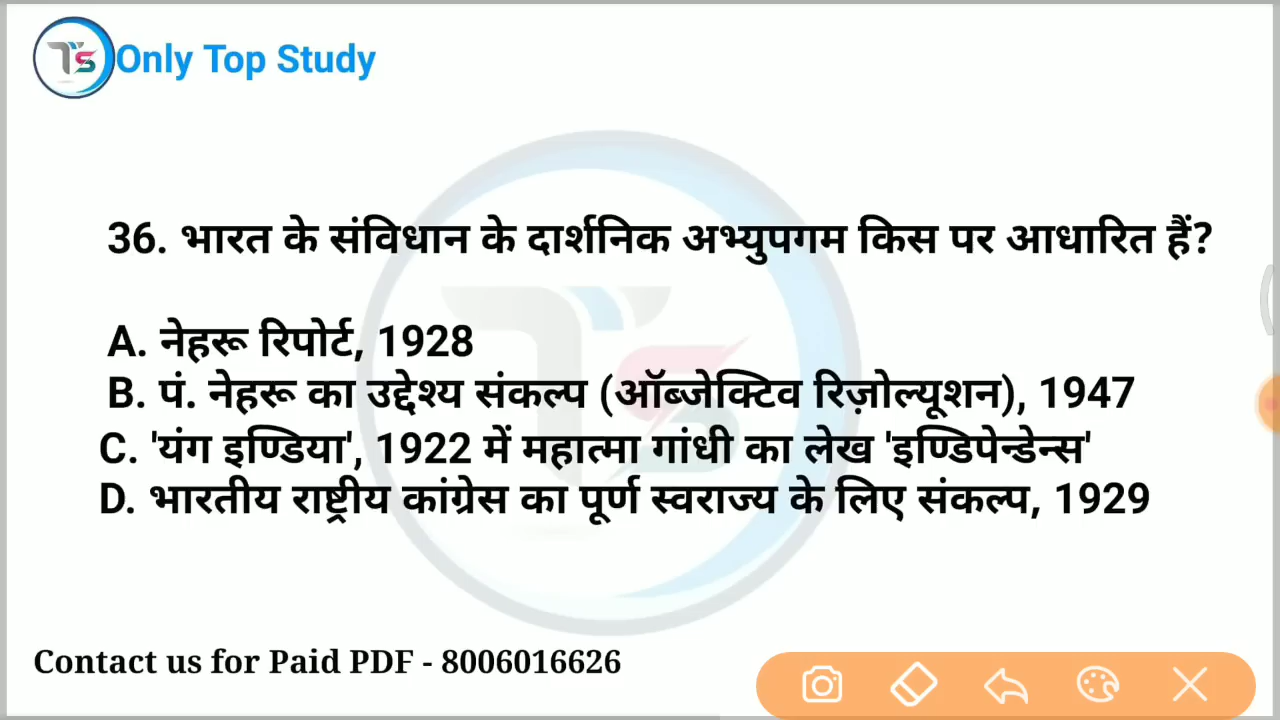 TS Only Top Study
36. भारत के संविधान के दार्शनिक अभ्युपगम किस पर आधारित हैं?
A. नेहरू रिपोर्ट, 1928
B. पं. नेहरू का उद्देश्य संकल्प (ऑब्जेक्टिव रिज़ोल्यूशन), 1947
C. 'यंग इण्डिया', 1922 में महात्मा गांधी का लेख 'इण्डिपेन्डेन्स'
D. भारतीय राष्ट्रीय कांग्रेस का पूर्ण स्वराज्य के लिए संकल्प, 1929
Contact us for Paid PDF - 8006016626